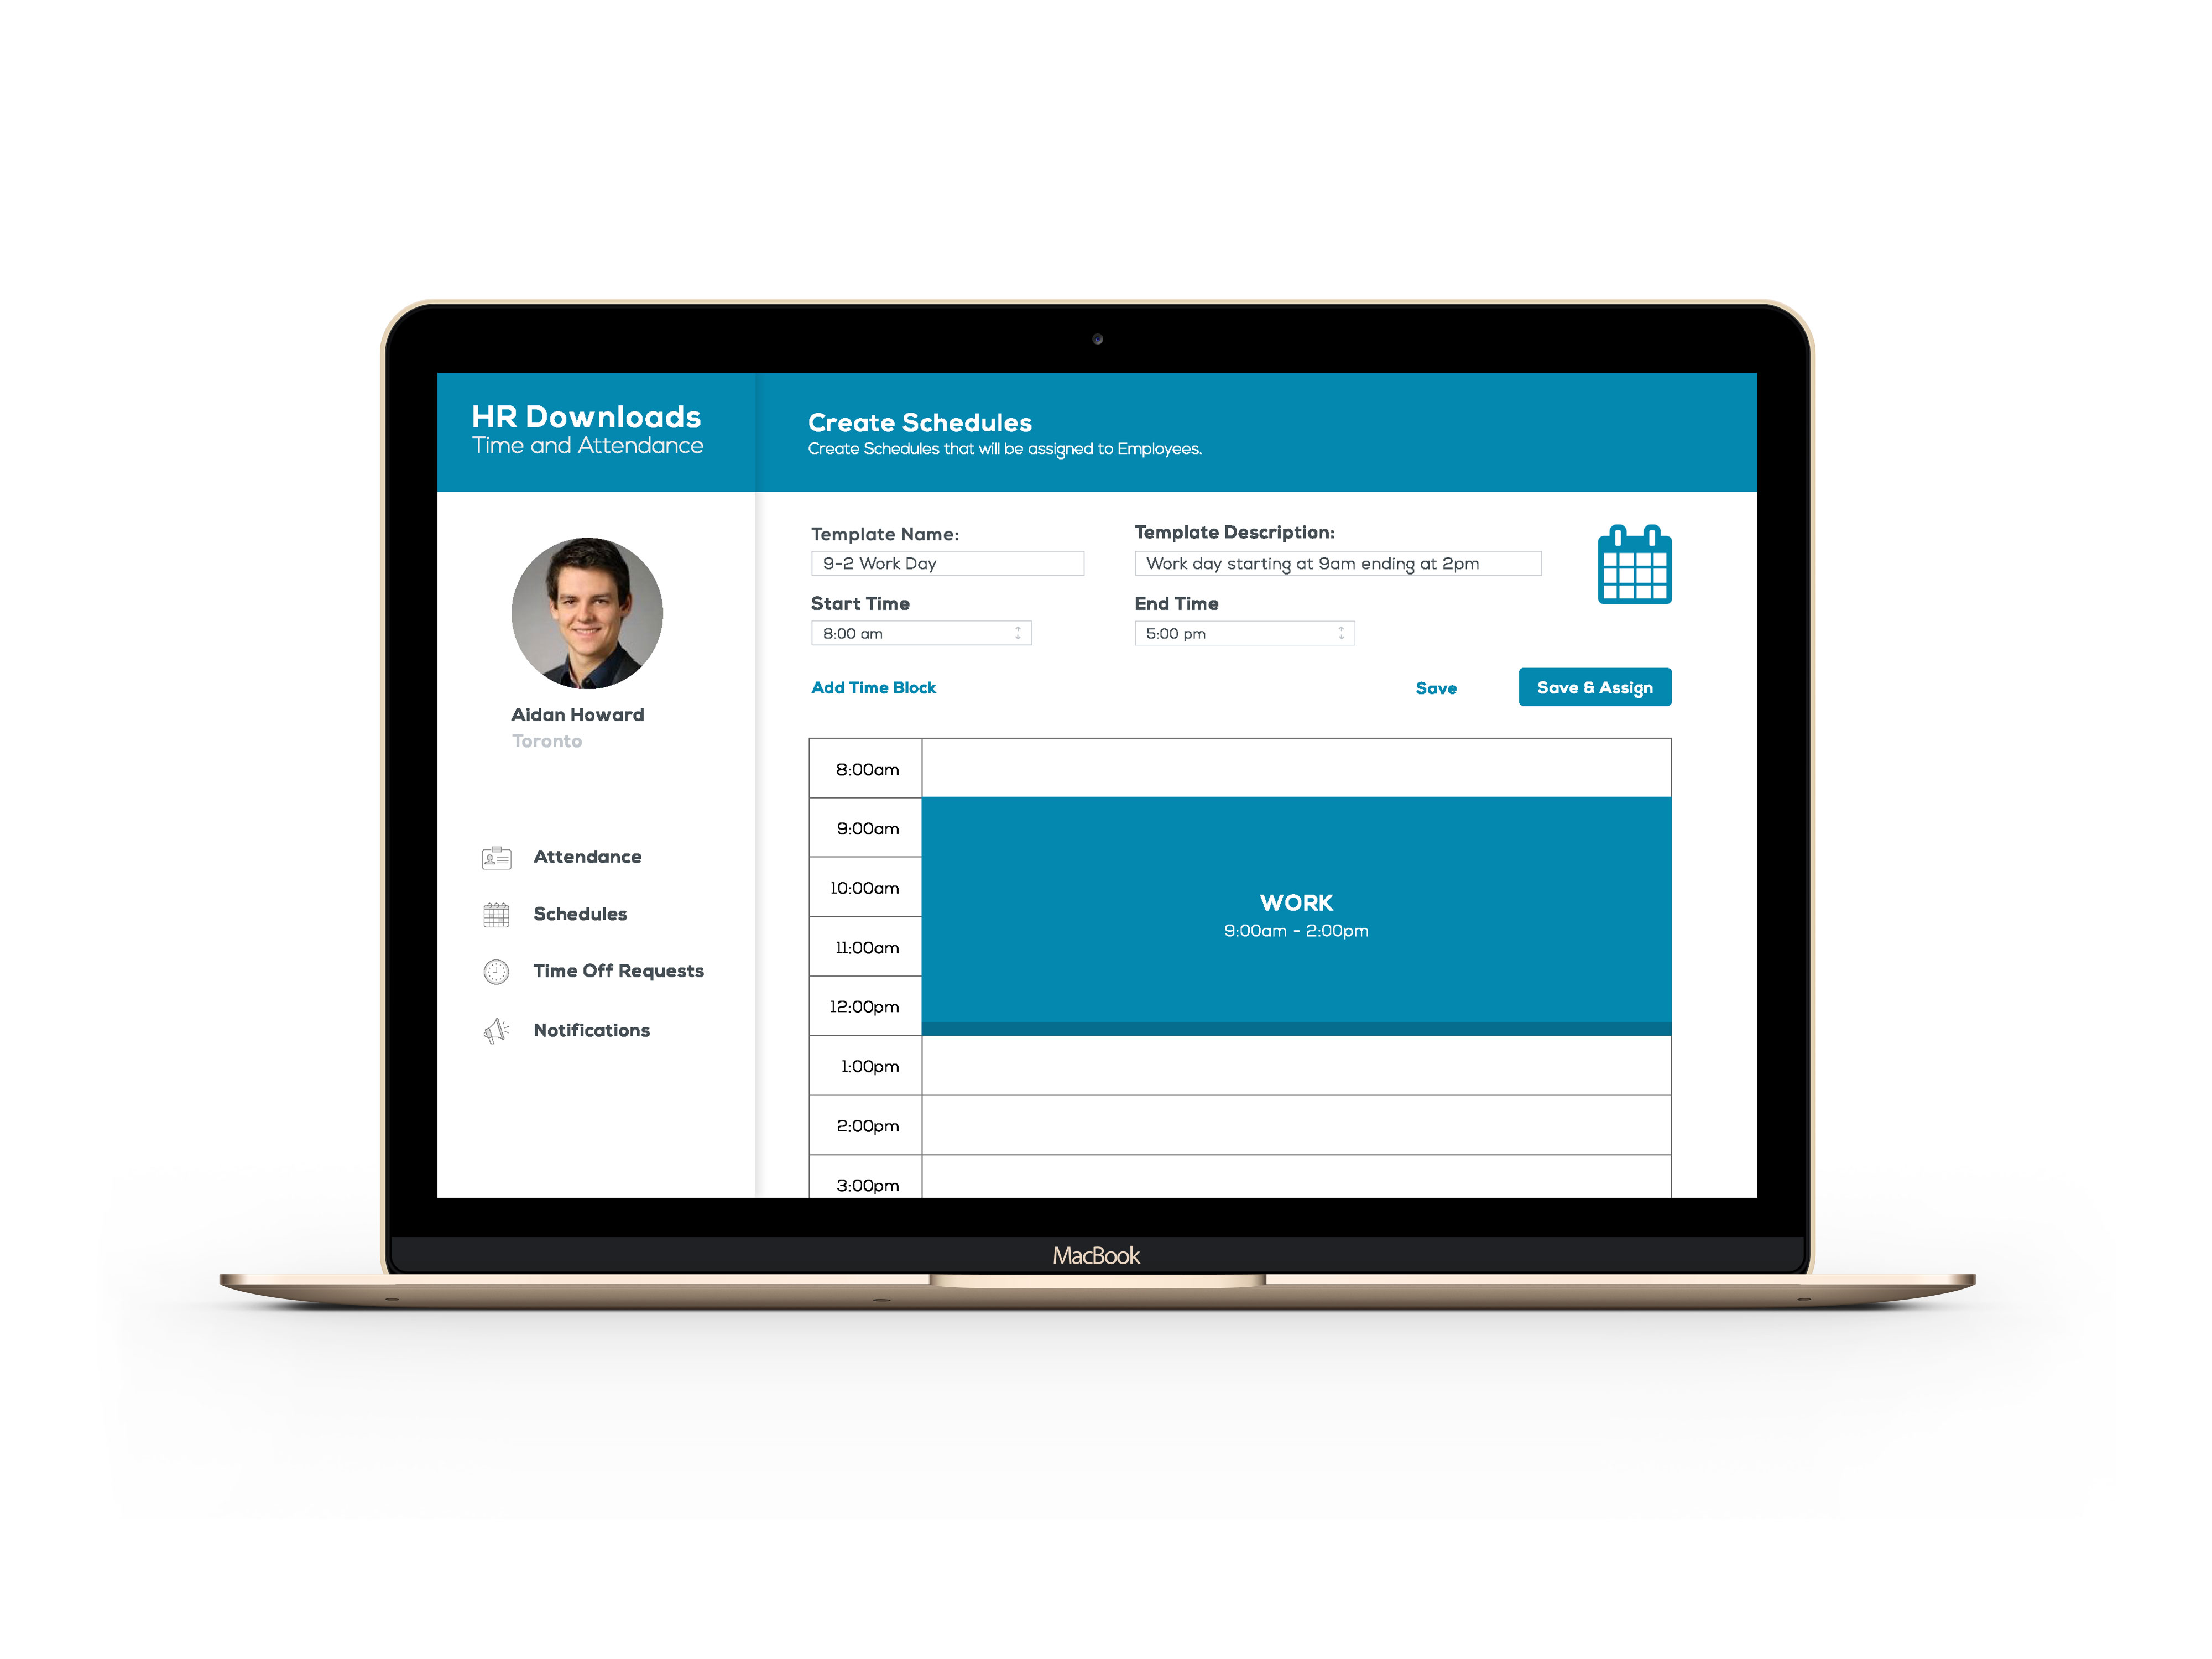 HR Downloads
Time and Attendance
Create Schedules
Create Schedules that will be assigned to Employees.
Aidan Howard
Toronto
Attendance
Schedules
Time Off Requests
Notifications
Template Name:
9-2 Work Day
Template Description:
Work day starting at 9am ending at 2pm
Start Time
8:00 am
End Time
5:00 pm
Add Time Block
Save
Save & Assign
8:00am
9:00am
10:00am
11:00am
12:00pm
1:00pm
2:00pm
3:00pm
WORK
9:00am - 2:00pm
MacBook